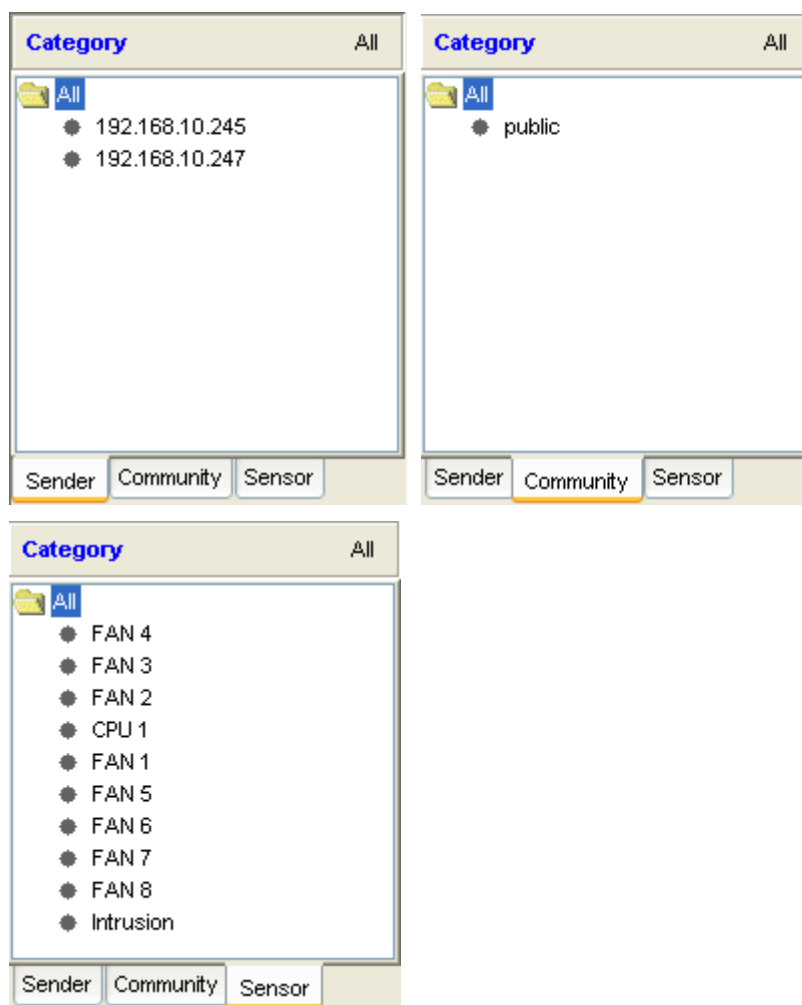 Category All
All
192.168.10.245
192.168.10.247
Sender Community Sensor
Category All
All
public
Sender Community Sensor
Category All
All
FAN 4
FAN 3
FAN 2
CPU 1
FAN 1
FAN 5
FAN 6
FAN 7
FAN 8
Intrusion
Sender Community Sensor